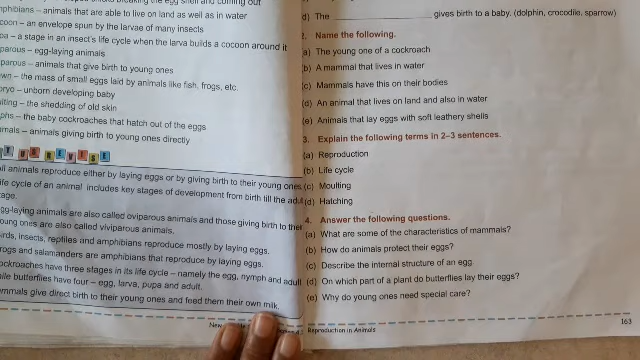 out
mphibians – animals that are able to live on land as well as in water
coon – an envelope spun by the larvae of many insects
pa – a stage in an insect's life cycle when the larva builds a cocoon around it
parous – egg-laying animals
parous – animals that give birth to young ones
wn – the mass of small eggs laid by animals like fish, frogs, etc.
bryo – unborn developing baby
lting – the shedding of old skin
phs – the baby cockroaches that hatch out of the eggs
mals – animals giving birth to young ones directly
ll animals reproduce either by laying eggs or by giving birth to their young ones
life cycle of an animal includes key stages of development from birth till the adul
age.
gg-laying animals are also called oviparous animals and those giving birth to their
oung ones are also called viviparous animals.
irds, insects, reptiles and amphibians reproduce mostly by laying eggs.
rogs and salamanders are amphibians that reproduce by laying eggs.
ockroaches have three stages in its life cycle – namely the egg, nymph and adult
ile butterflies have four – egg, larva, pupa and adult.
ammals give direct birth to their young ones and feed them their own milk.
New
d) The ____________ gives birth to a baby. (dolphin, crocodile, sparrow)
2. Name the following.
(a) The young one of a cockroach
(b) A mammal that lives in water
(c) Mammals have this on their bodies
(d) An animal that lives on land and also in water
(e) Animals that lay eggs with soft leathery shells
3. Explain the following terms in 2–3 sentences.
(a) Reproduction
(b) Life cycle
(c) Moulting
(d) Hatching
4. Answer the following questions.
(a) What are some of the characteristics of mammals?
(b) How do animals protect their eggs?
(c) Describe the internal structure of an egg.
(d) On which part of a plant do butterflies lay their eggs?
(e) Why do young ones need special care?
Reproduction in Animals
163